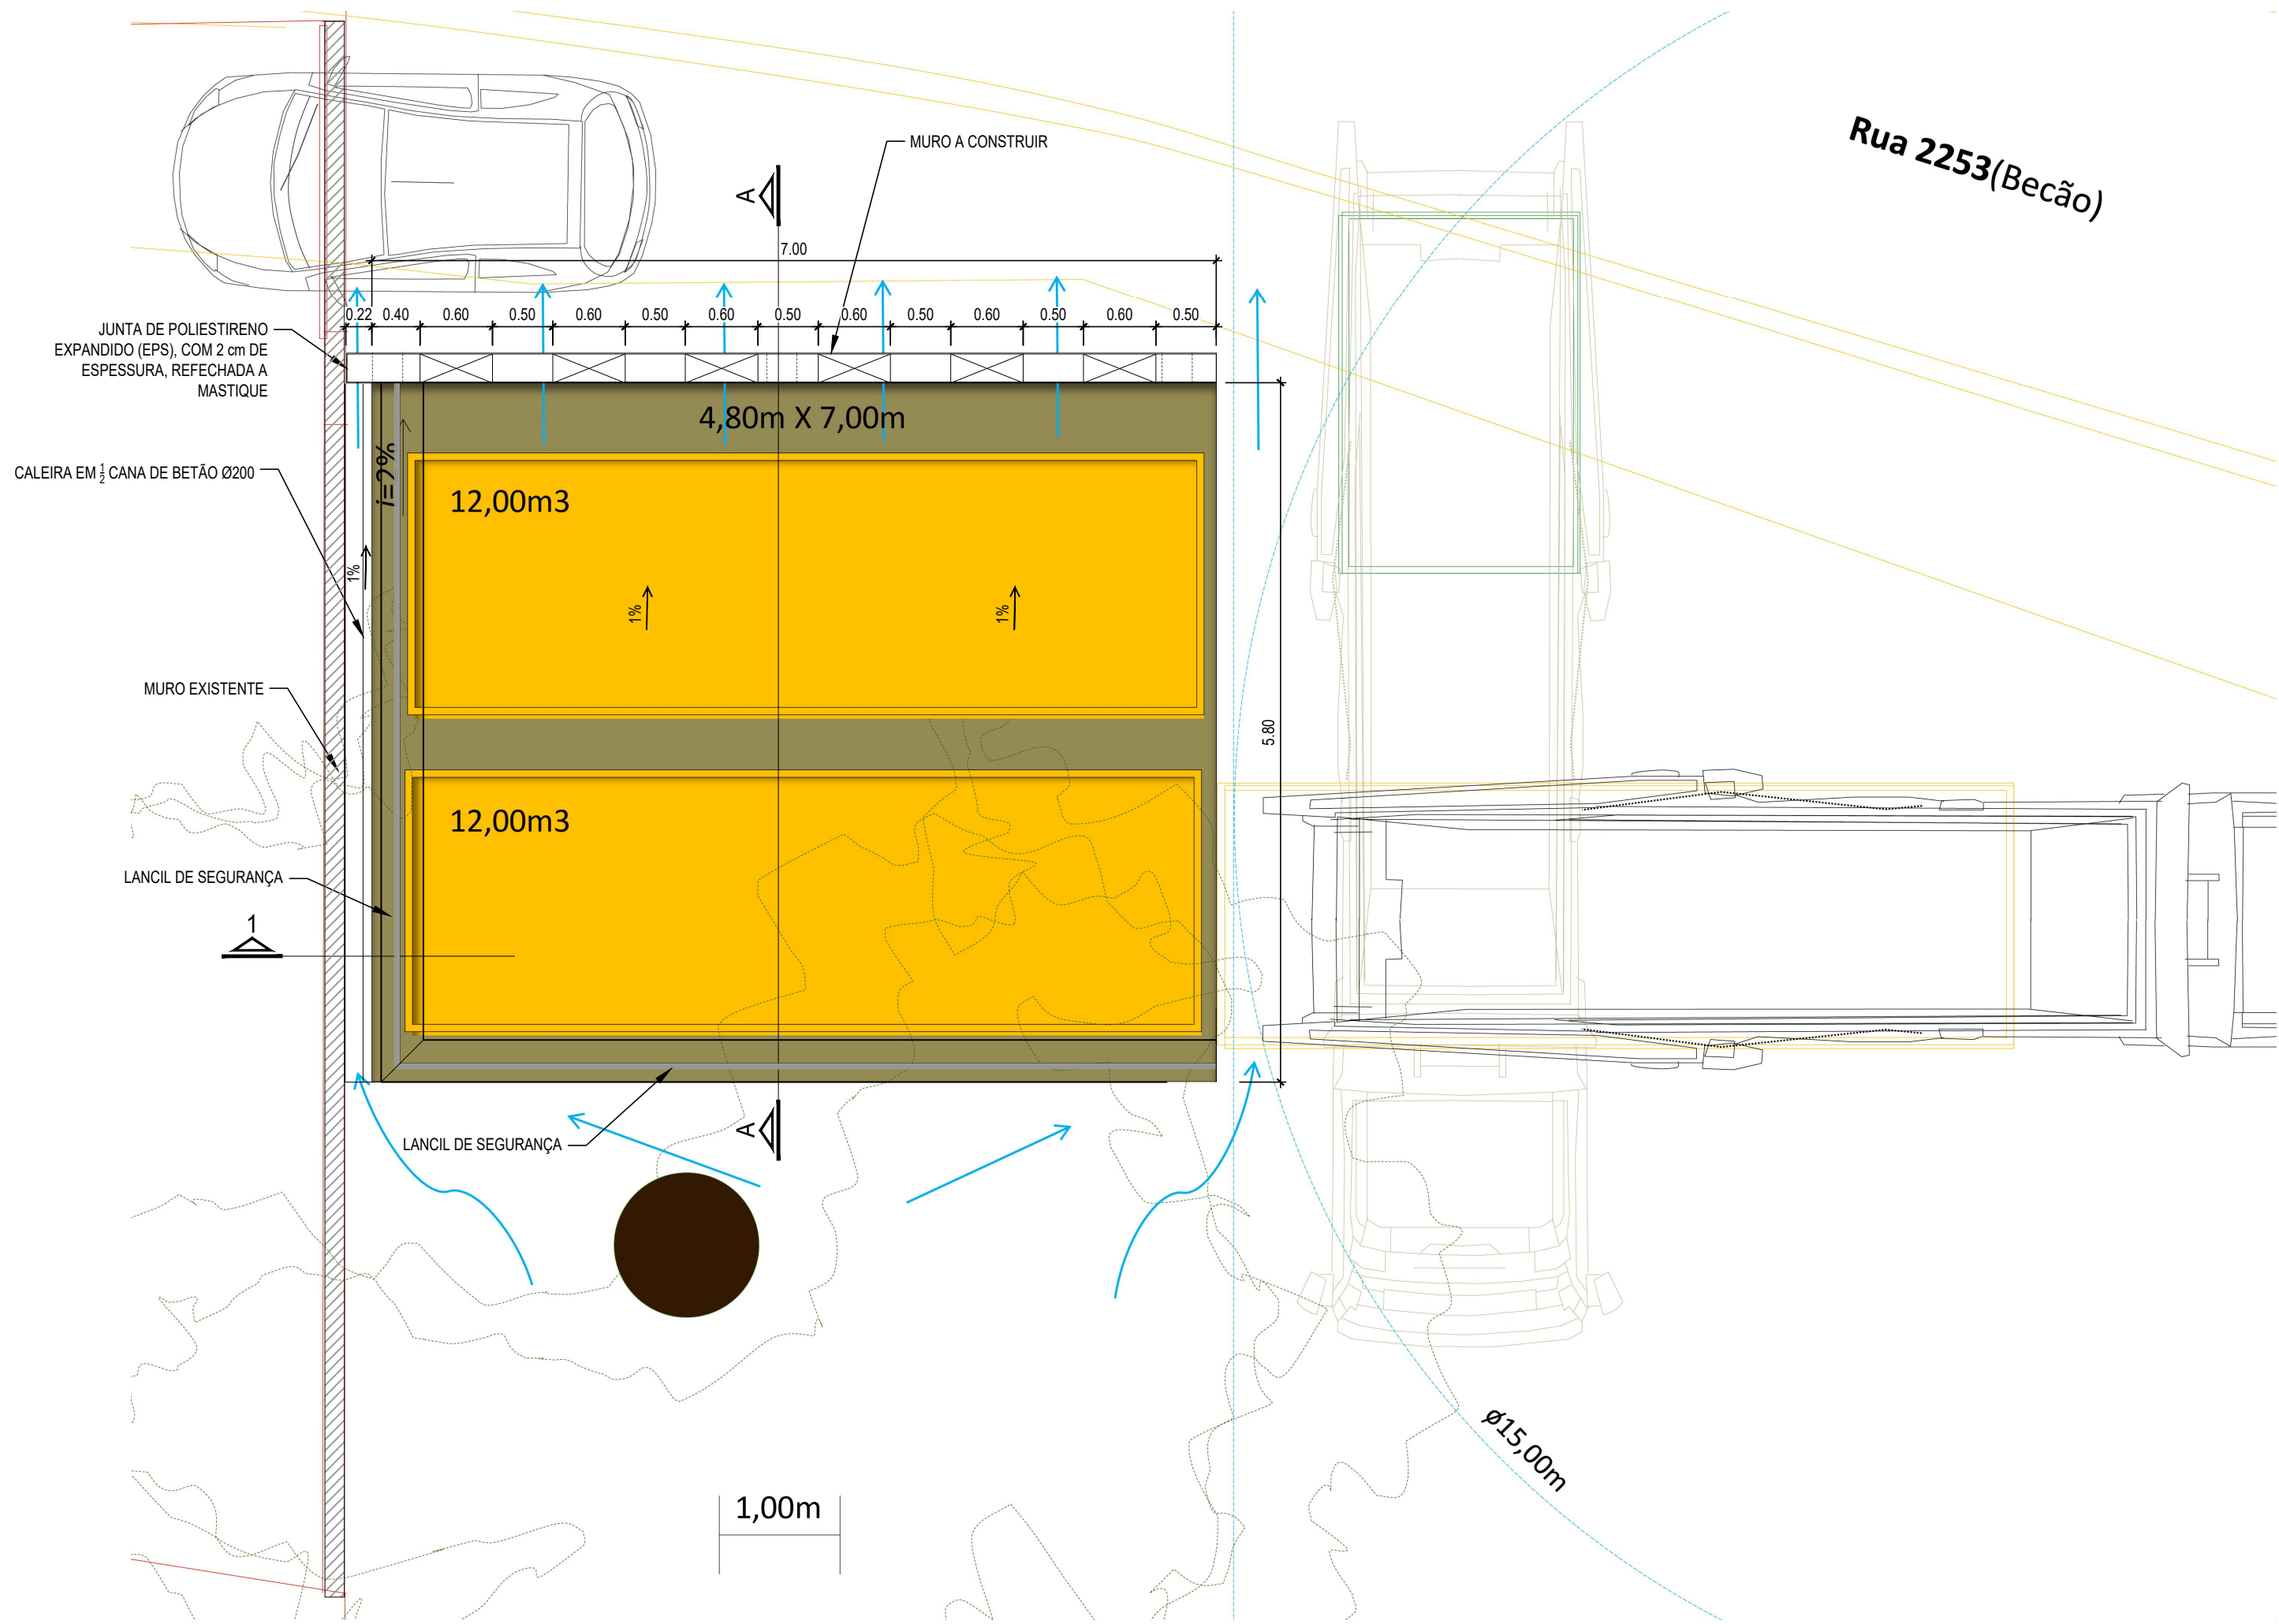 Rua 2253(Becão)
MURO A CONSTRUIR
A
7.00
0.22 0.40 0.60 0.50 0.60 0.50 0.60 0.50 0.60 0.50 0.60 0.50 0.60 0.50
JUNTA DE POLIESTIRENO
EXPANDIDO (EPS), COM 2 cm DE
ESPESSURA, REFECHADA A
MASTIQUE
4,80m X 7,00m
i=2%
CALEIRA EM 1/2 CANA DE BETÃO Ø200
12,00m3
1%
1%
1%
MURO EXISTENTE
5.80
12,00m3
LANCIL DE SEGURANÇA
1
A
LANCIL DE SEGURANÇA
ø15,00m
1,00m